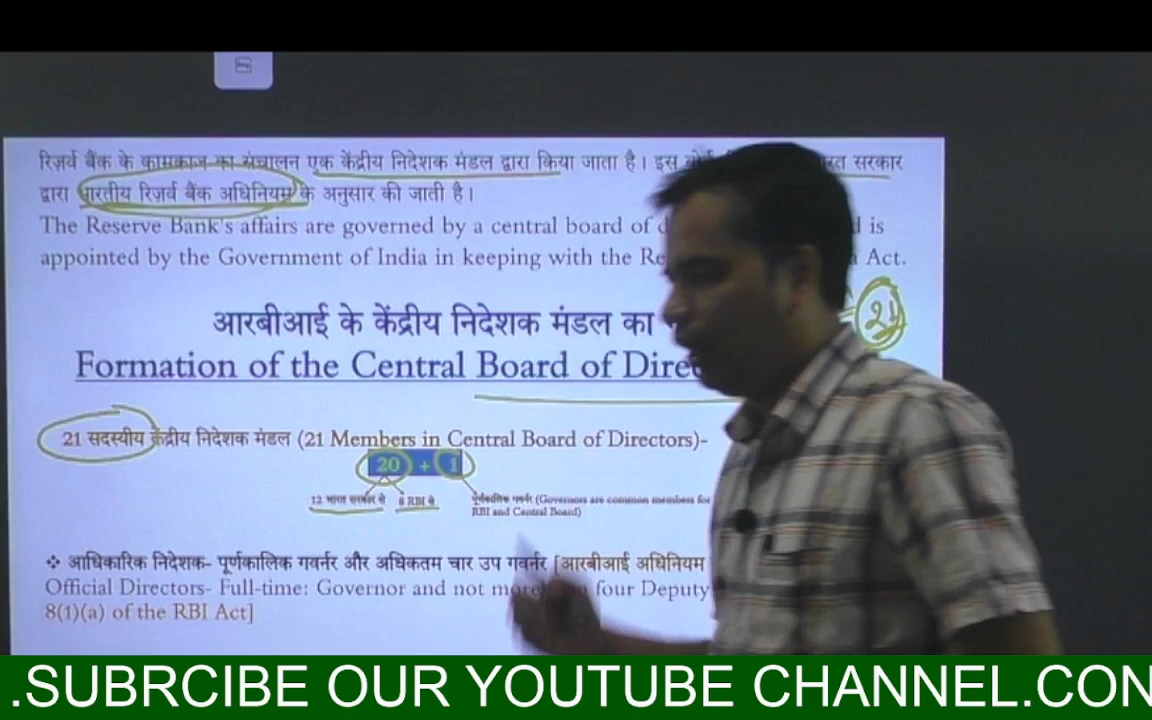 रिज़र्व बैंक के कामकाज का संचालन एक केंद्रीय निदेशक मंडल द्वारा किया जाता है। इस सरकार
द्वारा भारतीय रिज़र्व बैंक अधिनियम के अनुसार की जाती है।
The Reserve Bank's affairs are governed by a central board of is
appointed by the Government of India in keeping with the Act.
21
आरबीआई के केंद्रीय निदेशक मंडल का
Formation of the Central Board of
21 सदस्यीय केंद्रीय निदेशक मंडल (21 Members in Central Board of Directors)-
20 + 1
12 भारत सरकार से 8 RBI से पूर्णकालिक गवर्नर (Governors are common members for
RBI and Central Board)
❖ आधिकारिक निदेशक- पूर्णकालिक गवर्नर और अधिकतम चार उप गवर्नर [आरबीआई अधिनियम
Official Directors- Full-time: Governor and not four Deputy
8(1)(a) of the RBI Act]
.SUBRCIBE OUR YOUTUBE CHANNEL.CON